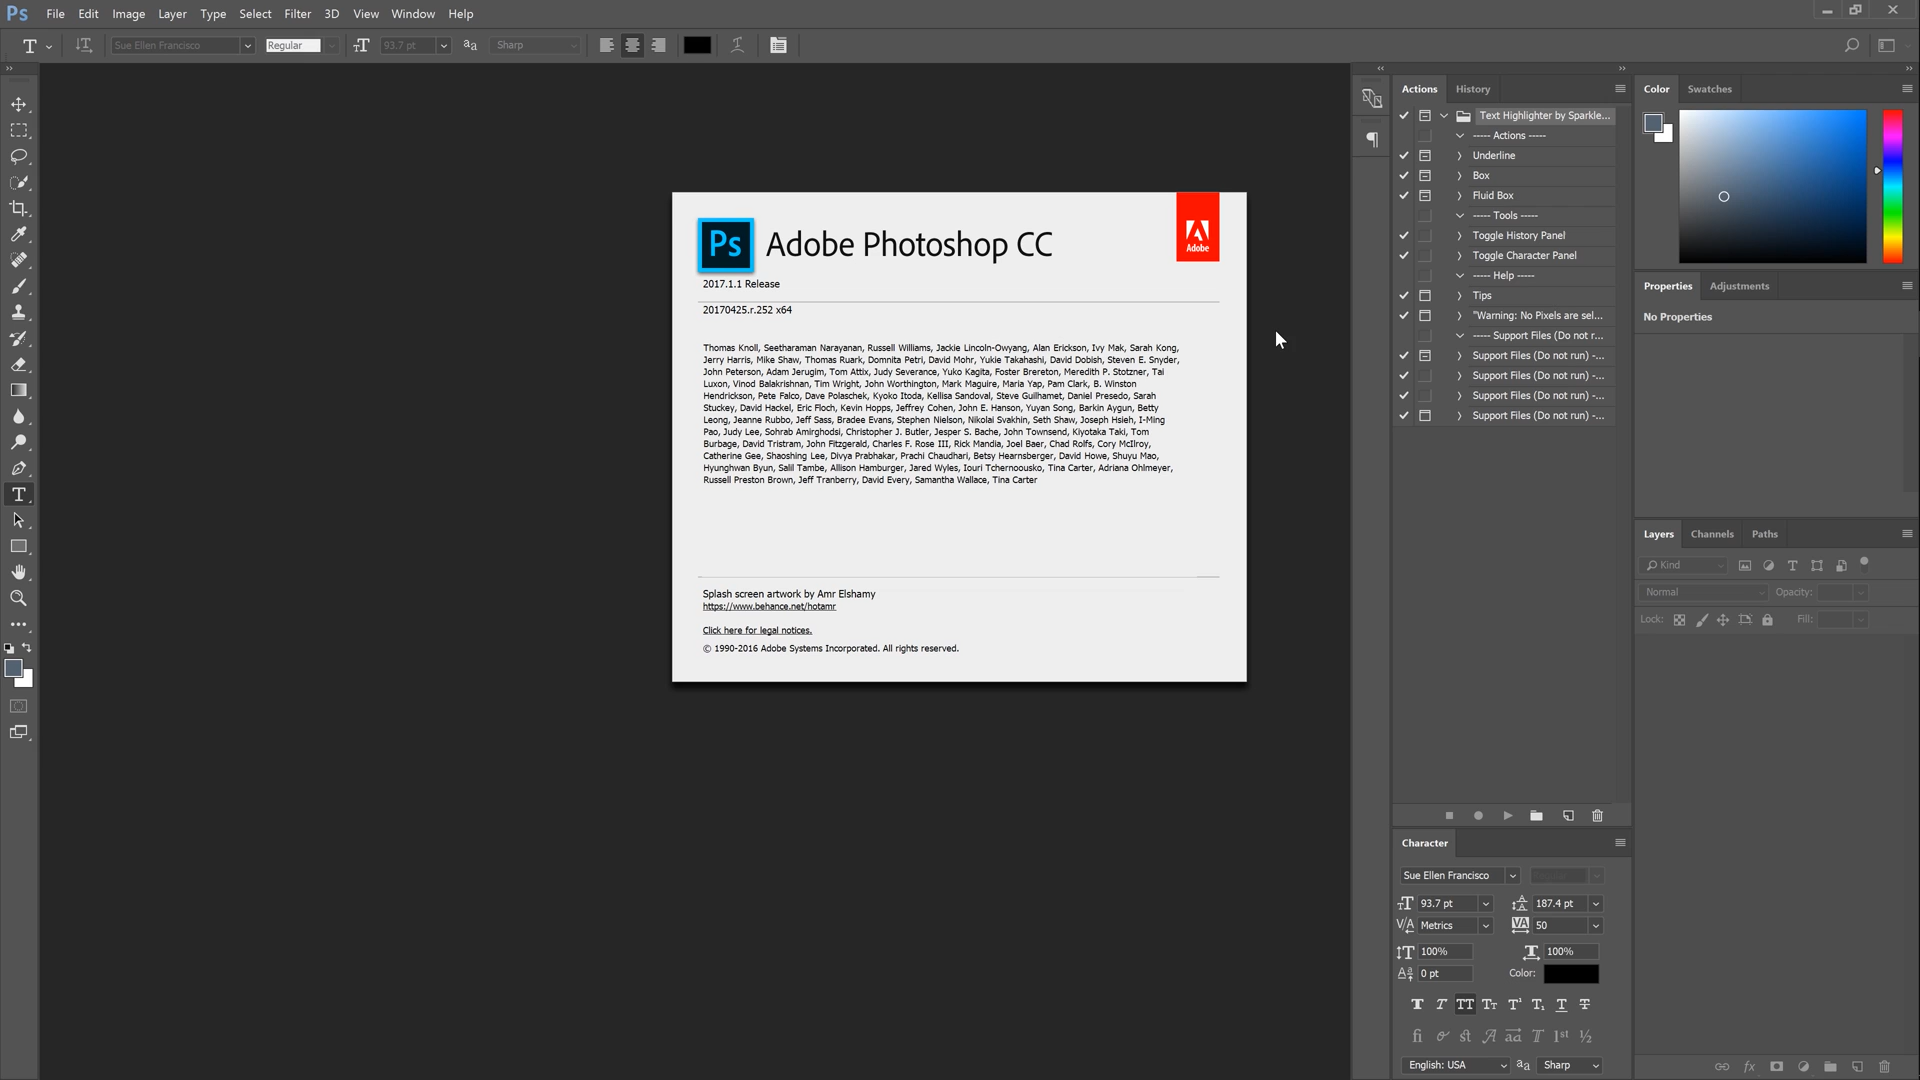 Ps File Edit Image Layer Type Select Filter 3D View Window Help
T Sue Ellen Francisco Regular 93.7 pt aa Sharp
Actions History
Text Highlighter by Sparkle...
----- Actions -----
Underline
Box
Fluid Box
----- Tools -----
Toggle History Panel
Toggle Character Panel
----- Help -----
Tips
"Warning: No Pixels are sel...
----- Support Files (Do not r...
Support Files (Do not run) -...
Support Files (Do not run) -...
Support Files (Do not run) -...
Support Files (Do not run) -...
Color Swatches
Properties Adjustments
No Properties
Layers Channels Paths
Kind
Normal Opacity:
Lock: Fill:
Ps Adobe Photoshop CC
Adobe
2017.1.1 Release
20170425.r.252 x64
Thomas Knoll, Seetharaman Narayanan, Russell Williams, Jackie Lincoln-Owyang, Alan Erickson, Ivy Mak, Sarah Kong,
Jerry Harris, Mike Shaw, Thomas Ruark, Domnita Petri, David Mohr, Yukie Takahashi, David Dobish, Steven E. Snyder,
John Peterson, Adam Jerugim, Tom Attix, Judy Severance, Yuko Kagita, Foster Brereton, Meredith P. Stotzner, Tai
Luxon, Vinod Balakrishnan, Tim Wright, John Worthington, Mark Maguire, Maria Yap, Pam Clark, B. Winston
Hendrickson, Pete Falco, Dave Polaschek, Kyoko Itoda, Kellisa Sandoval, Steve Guilhamet, Daniel Presedo, Sarah
Stuckey, David Hackel, Eric Floch, Kevin Hopps, Jeffrey Cohen, John E. Hanson, Yuyan Song, Barkin Aygun, Betty
Leong, Jeanne Rubbo, Jeff Sass, Bradee Evans, Stephen Nielson, Nikolai Svakhin, Seth Shaw, Joseph Hsieh, I-Ming
Pao, Judy Lee, Sohrab Amirghodsi, Christopher J. Butler, Jesper S. Bache, John Townsend, Kiyotaka Taki, Tom
Burbage, David Tristram, John Fitzgerald, Charles F. Rose III, Rick Mandia, Joel Baer, Chad Rolfs, Cory McIlroy,
Catherine Gee, Shaoshing Lee, Divya Prabhakar, Prachi Chaudhari, Betsy Hearnsberger, David Howe, Shuyu Mao,
Hyunghwan Byun, Salil Tambe, Allison Hamburger, Jared Wyles, Iouri Tchernoousko, Tina Carter, Adriana Ohlmeyer,
Russell Preston Brown, Jeff Tranberry, David Every, Samantha Wallace, Tina Carter
Splash screen artwork by Amr Elshamy
https://www.behance.net/hotamr
Click here for legal notices.
© 1990-2016 Adobe Systems Incorporated. All rights reserved.
Character
Sue Ellen Francisco
93.7 pt 187.4 pt
Metrics 50
100% 100%
0 pt Color:
English: USA aa Sharp